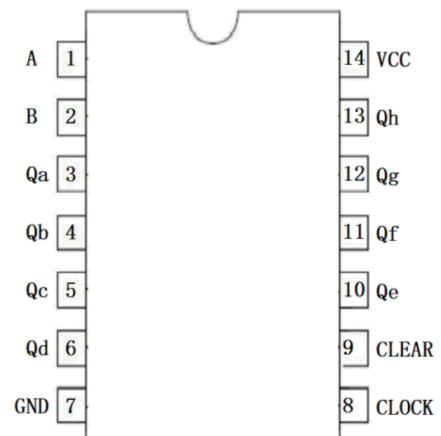 A 1 14 VCC
B 2 13 Qh
Qa 3 12 Qg
Qb 4 11 Qf
Qc 5 10 Qe
Qd 6 9 CLEAR
GND 7 8 CLOCK